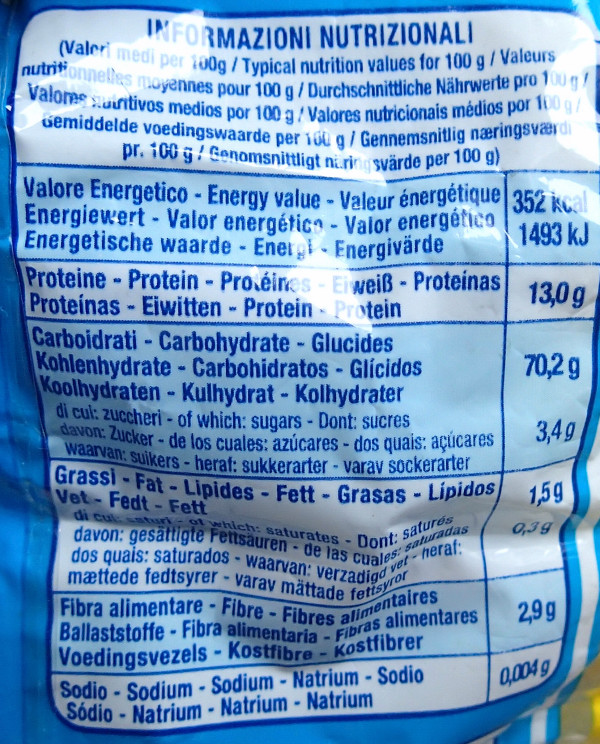 INFORMAZIONI NUTRIZIONALI
(Valori medi per 100g / Typical nutrition values for 100 g / Valeurs
nutritionnelles moyennes pour 100 g / Durchschnittliche Nährwerte pro 100 g /
Valores nutritivos medios por 100 g / Valores nutricionais médios por 100 g /
Gemiddelde voedingswaarde per 100 g / Gennemsnitlig næringsværdi
pr. 100 g / Genomsnittligt näringsvärde per 100 g)
Valore Energetico - Energy value - Valeur énergétique
Energiewert - Valor energético - Valor energético
Energetische waarde - Energi - Energivärde
352 kcal
1493 kJ
Proteine - Protein - Protéines - Eiweiß - Proteínas
Proteínas - Eiwitten - Protein - Protein
13,0 g
Carboidrati - Carbohydrate - Glucides
Kohlenhydrate - Carbohidratos - Glícidos
Koolhydraten - Kulhydrat - Kolhydrater
70,2 g
di cui: zuccheri - of which: sugars - Dont: sucres
davon: Zucker - de los cuales: azúcares - dos quais: açúcares
waarvan: suikers - heraf: sukkerarter - varav sockerarter
3,4 g
Grassi - Fat - Lipides - Fett - Grasas - Lípidos
Vet - Fedt - Fett
1,5 g
di cui: saturi - of which: saturates - Dont: saturés
davon: gesättigte Fettsäuren - de las cuales: saturadas
dos quais: saturados - waarvan: verzadigd vet - heraf:
mættede fedtsyrer - varav mättade fettsyror
0,3 g
Fibra alimentare - Fibre - Fibres alimentaires
Ballaststoffe - Fibra alimentaria - Fibras alimentares
Voedingsvezels - Kostfibre - Kostfibrer
2,9 g
Sodio - Sodium - Sodium - Natrium - Sodio
Sódio - Natrium - Natrium - Natrium
0,004 g